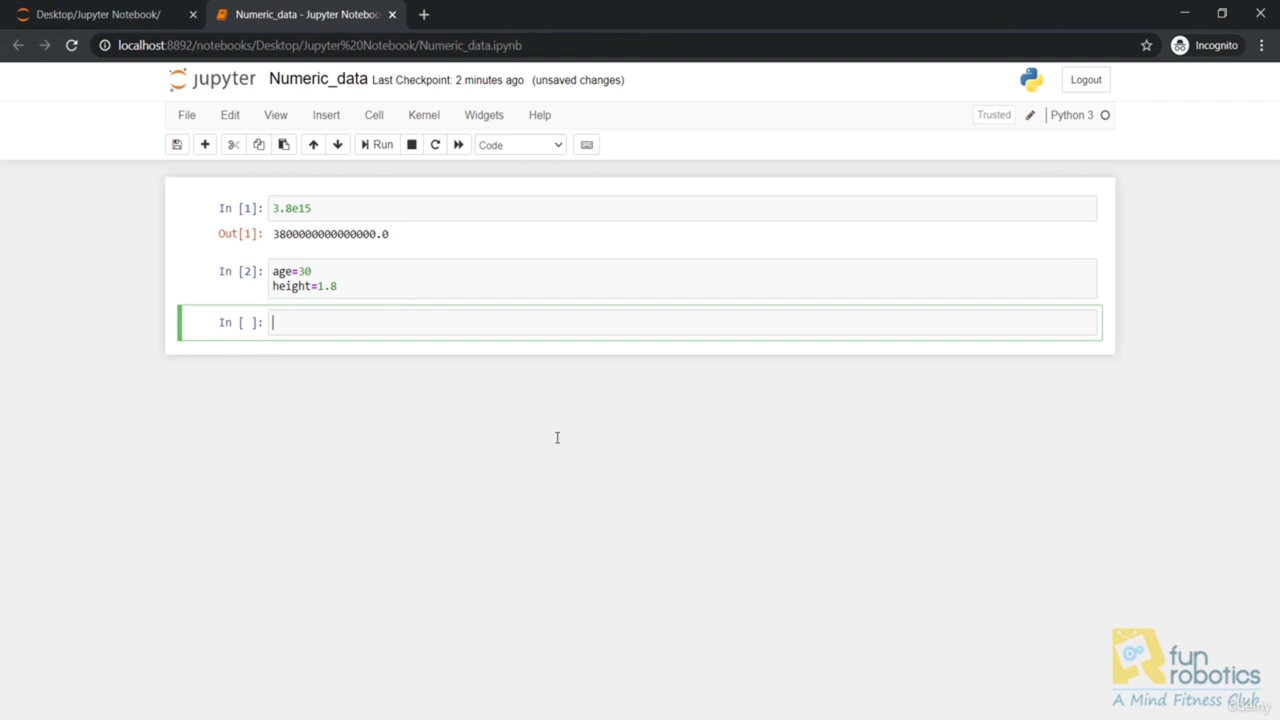 Desktop/Jupyter Notebook/
Numeric_data - Jupyter Noteboo
localhost:8892/notebooks/Desktop/Jupyter%20Notebook/Numeric_data.ipynb
Incognito
jupyter Numeric_data Last Checkpoint: 2 minutes ago (unsaved changes)
Logout
File Edit View Insert Cell Kernel Widgets Help
Trusted Python 3
Run Code
In [1]: 3.8e15
Out[1]: 3800000000000000.0
In [2]: age=30
height=1.8
In [ ]:
fun
robotics
A Mind Fitness Club
ûdemy